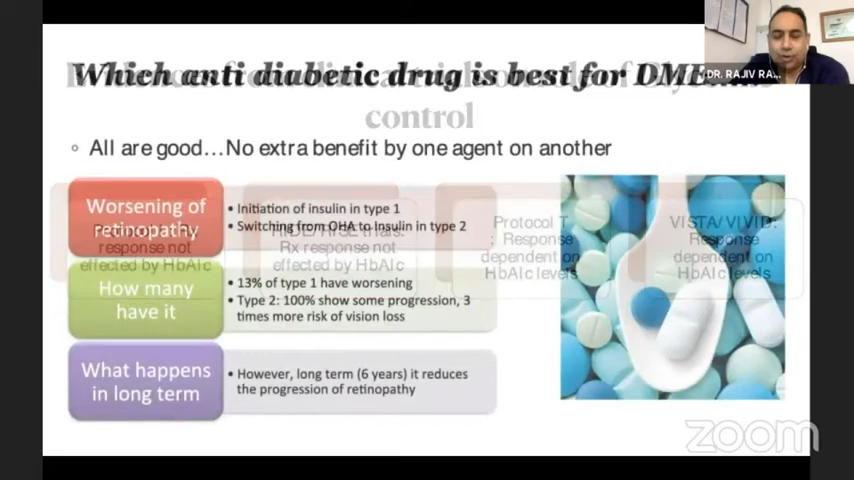 Which anti diabetic drug is best for DME
control
DR. RAJIV RA...
All are good...No extra benefit by one agent on another
Worsening of
retinopathy
• Initiation of insulin in type 1
• Switching from OHA to Insulin in type 2
response not
effected by HbAIc
Rx response not
effected by HbAIc
Protocol T
: Response
dependent on
HbAIc levels
VISTA/VIVID:
Response
dependent on
HbAIc levels
How many
have it
• 13% of type 1 have worsening
• Type 2: 100% show some progression, 3
times more risk of vision loss
What happens
in long term
• However, long term (6 years) it reduces
the progression of retinopathy
zoom